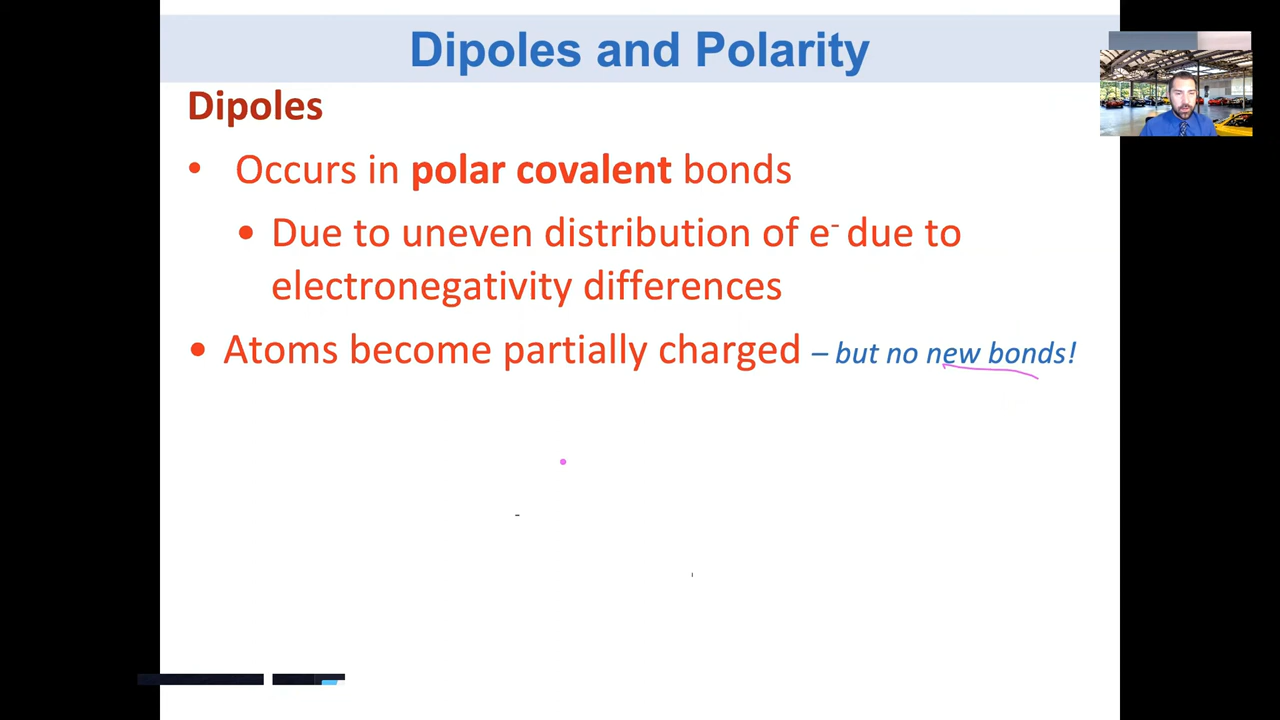 Dipoles and Polarity
Dipoles
• Occurs in polar covalent bonds
• Due to uneven distribution of e⁻ due to
electronegativity differences
• Atoms become partially charged – but no new bonds!